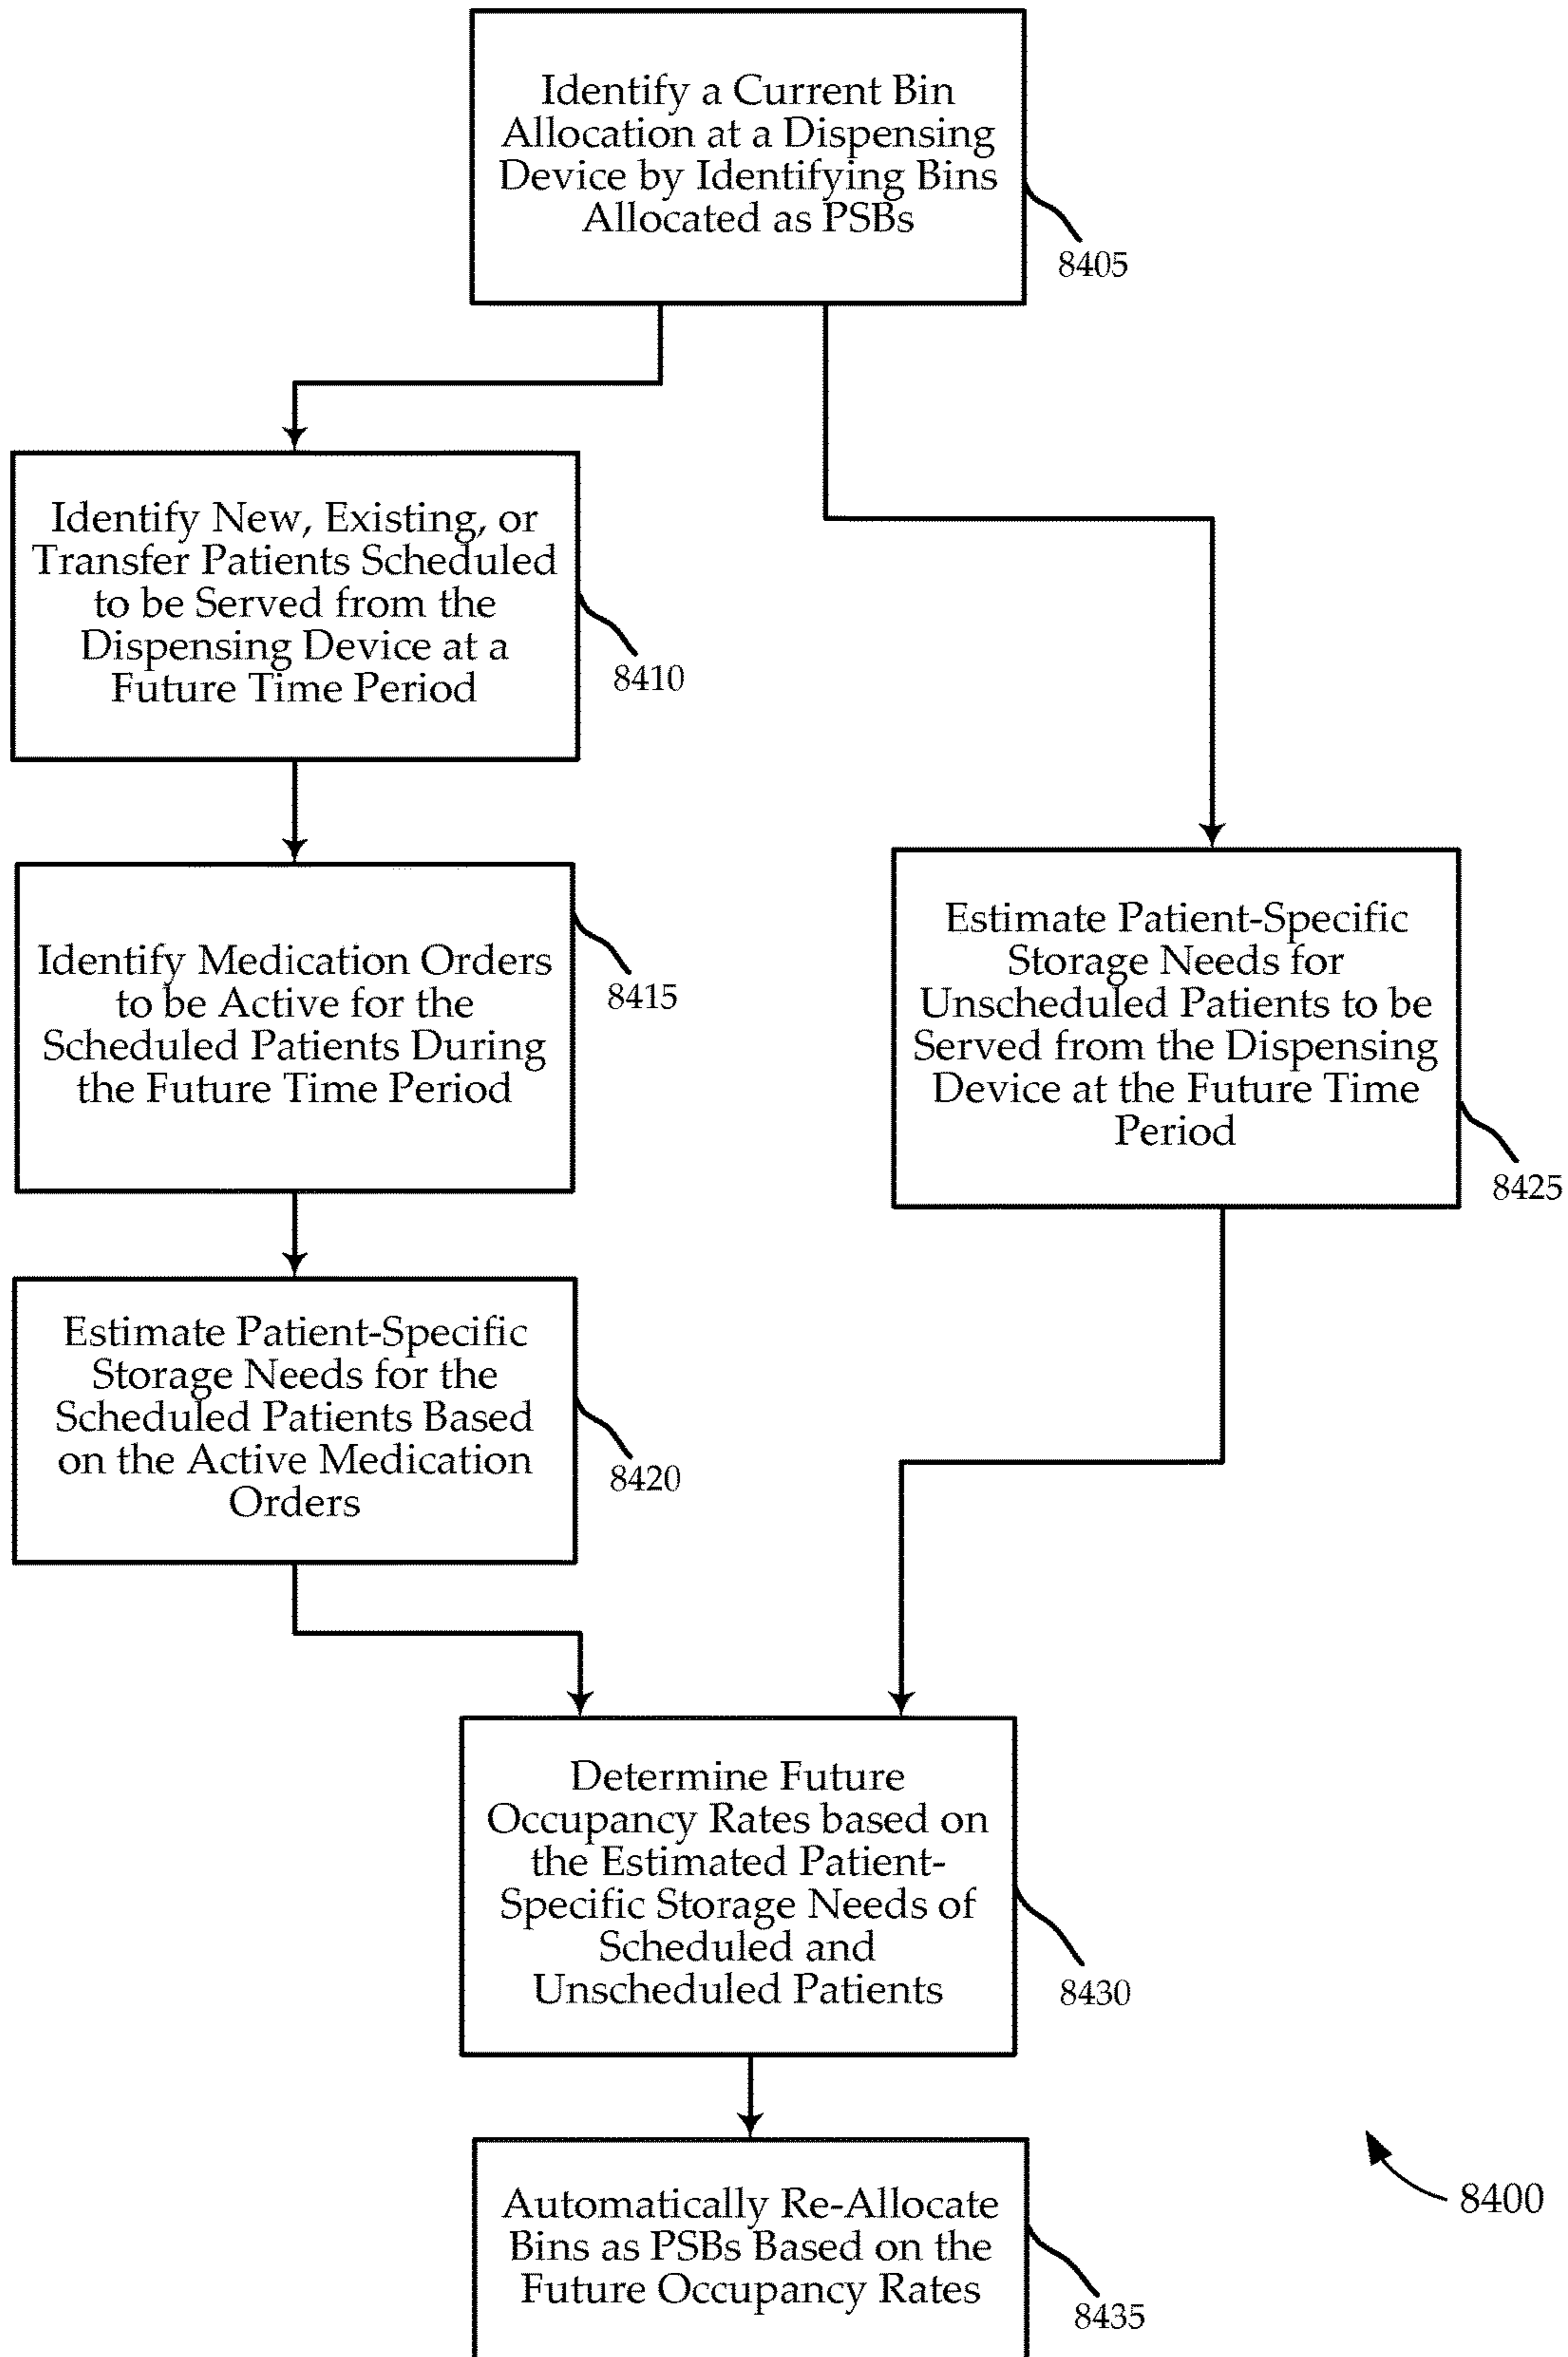 Identify a Current Bin
Allocation at a Dispensing
Device by Identifying Bins
Allocated as PSBs
8405
Identify New, Existing, or
Transfer Patients Scheduled
to be Served from the
Dispensing Device at a
Future Time Period
8410
Identify Medication Orders
to be Active for the
Scheduled Patients During
the Future Time Period
8415
Estimate Patient-Specific
Storage Needs for
Unscheduled Patients to be
Served from the Dispensing
Device at the Future Time
Period
8425
Estimate Patient-Specific
Storage Needs for the
Scheduled Patients Based
on the Active Medication
Orders
8420
Determine Future
Occupancy Rates based on
the Estimated Patient-
Specific Storage Needs of
Scheduled and
Unscheduled Patients
8430
Automatically Re-Allocate
Bins as PSBs Based on the
Future Occupancy Rates
8435
8400